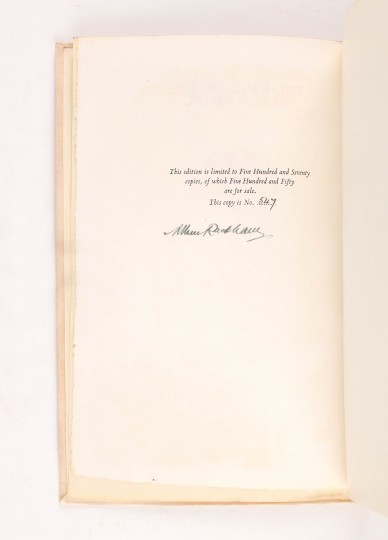 This edition is limited to Five Hundred and Seventy
copies, of which Five Hundred and Fifty
are for sale.
This copy is No. 547
Arthur Rackham